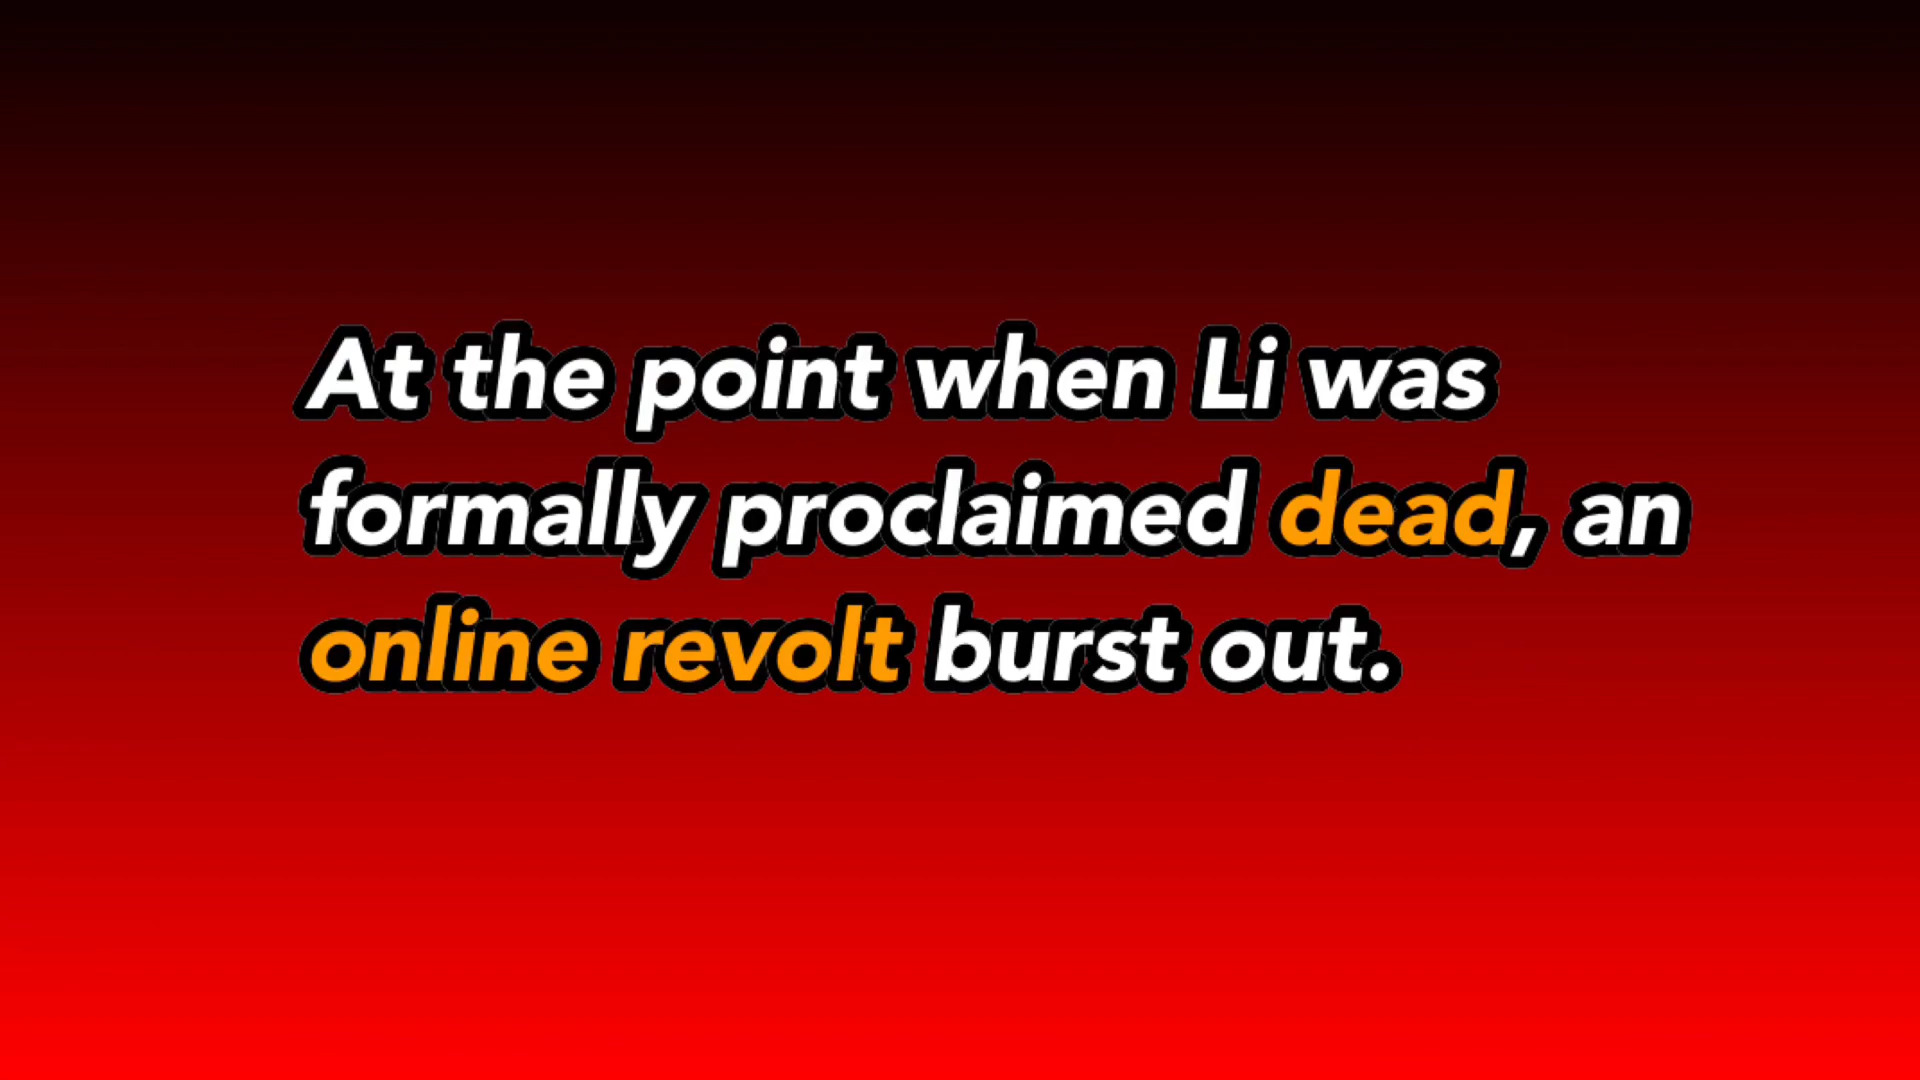 At the point when Li was
formally proclaimed dead, an
online revolt burst out.